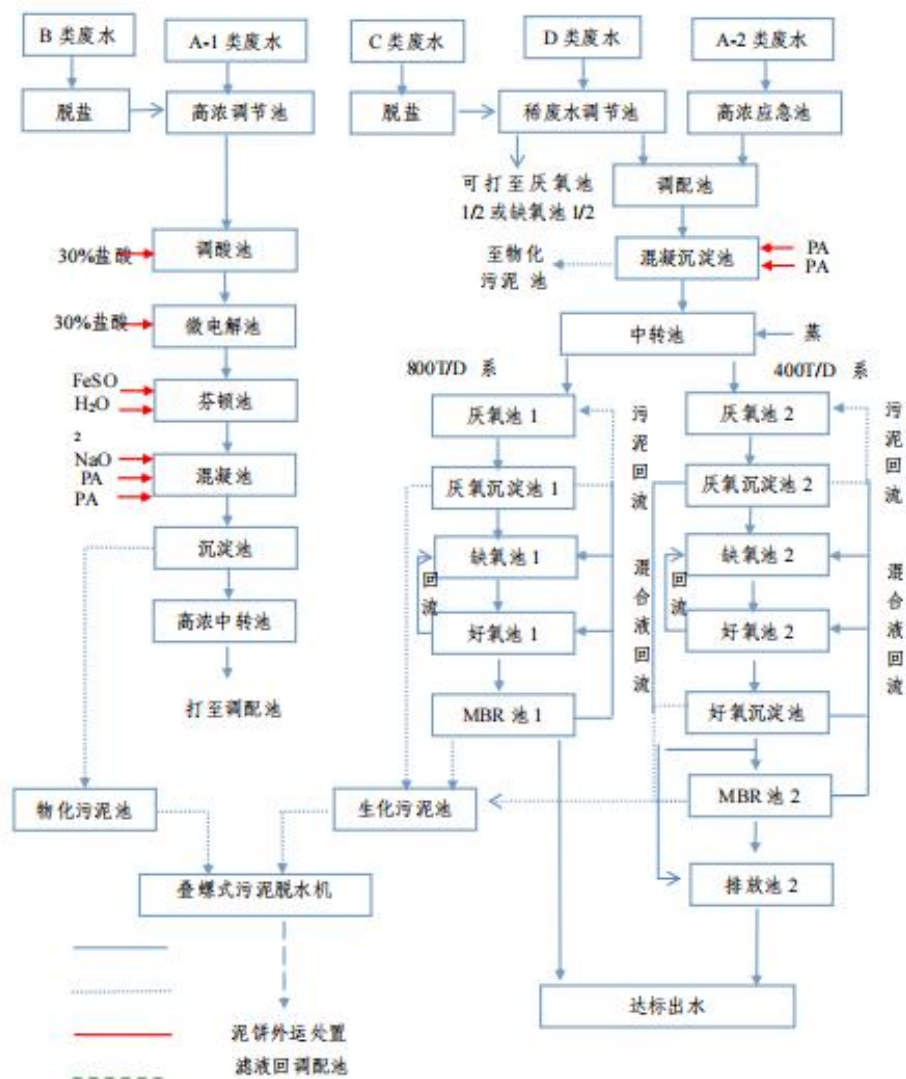 B 类废水
A-1 类废水
C 类废水
D 类废水
A-2 类废水
脱盐
高浓调节池
脱盐
稀废水调节池
高浓应急池
可打至厌氧池
1/2 或缺氧池 1/2
调配池
30%盐酸
调酸池
至物化
污泥 池
混凝沉淀池
PA
PA
30%盐酸
微电解池
中转池
蒸
800T/D 系
400T/D 系
FeSO
H₂O
2
芬顿池
厌氧池 1
污泥回流
厌氧池 2
污泥回流
NaO
PA
PA
混凝池
厌氧沉淀池 1
厌氧沉淀池 2
沉淀池
缺氧池 1
回流
混合液回流
缺氧池 2
回流
混合液回流
高浓中转池
好氧池 1
好氧池 2
打至调配池
MBR 池 1
好氧沉淀池
物化污泥池
生化污泥池
MBR 池 2
叠螺式污泥脱水机
排放池 2
达标出水
泥饼外运处置
滤液回调配池